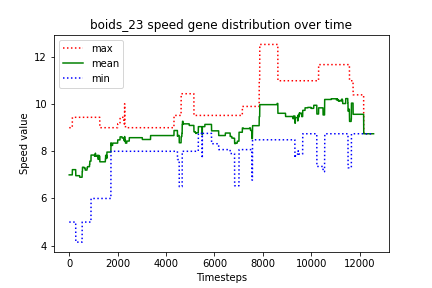 boids_23 speed gene distribution over time
max
mean
min
Speed value
12
10
8
6
4
0 2000 4000 6000 8000 10000 12000
Timesteps